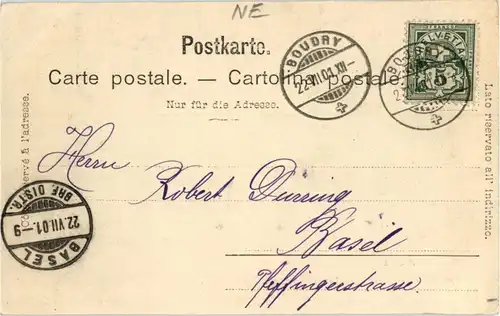 NE
Postkarte.
Carte postale. — Cartolina postale.
Nur für die Adresse.
BOUDRY
22.VII.01.XII—
BOUDRY
HELVETIA
5
Côté réservé à l'adresse.
Lato riservato all' indirizzo.
BASEL
22.VII.01.—9
BRF. DISTR.
Herrn Robert Dürring
Basel
Pfeffingerstrasse.